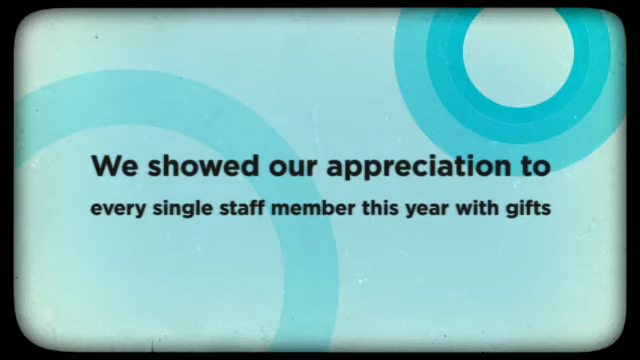 We showed our appreciation to
every single staff member this year with gifts